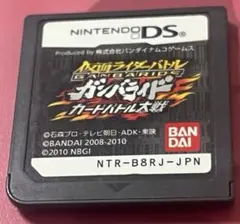 NINTENDO DS
Produced by 株式会社バンダイナムコゲームス
仮面ライダーバトル
GANBARIDE
ガンバライド
カードバトル大戦
©石森プロ・テレビ朝日・ADK・東映
©BANDAI 2008-2010
©2010 NBGI
BAN
DAI
NTR-B8RJ-JPN